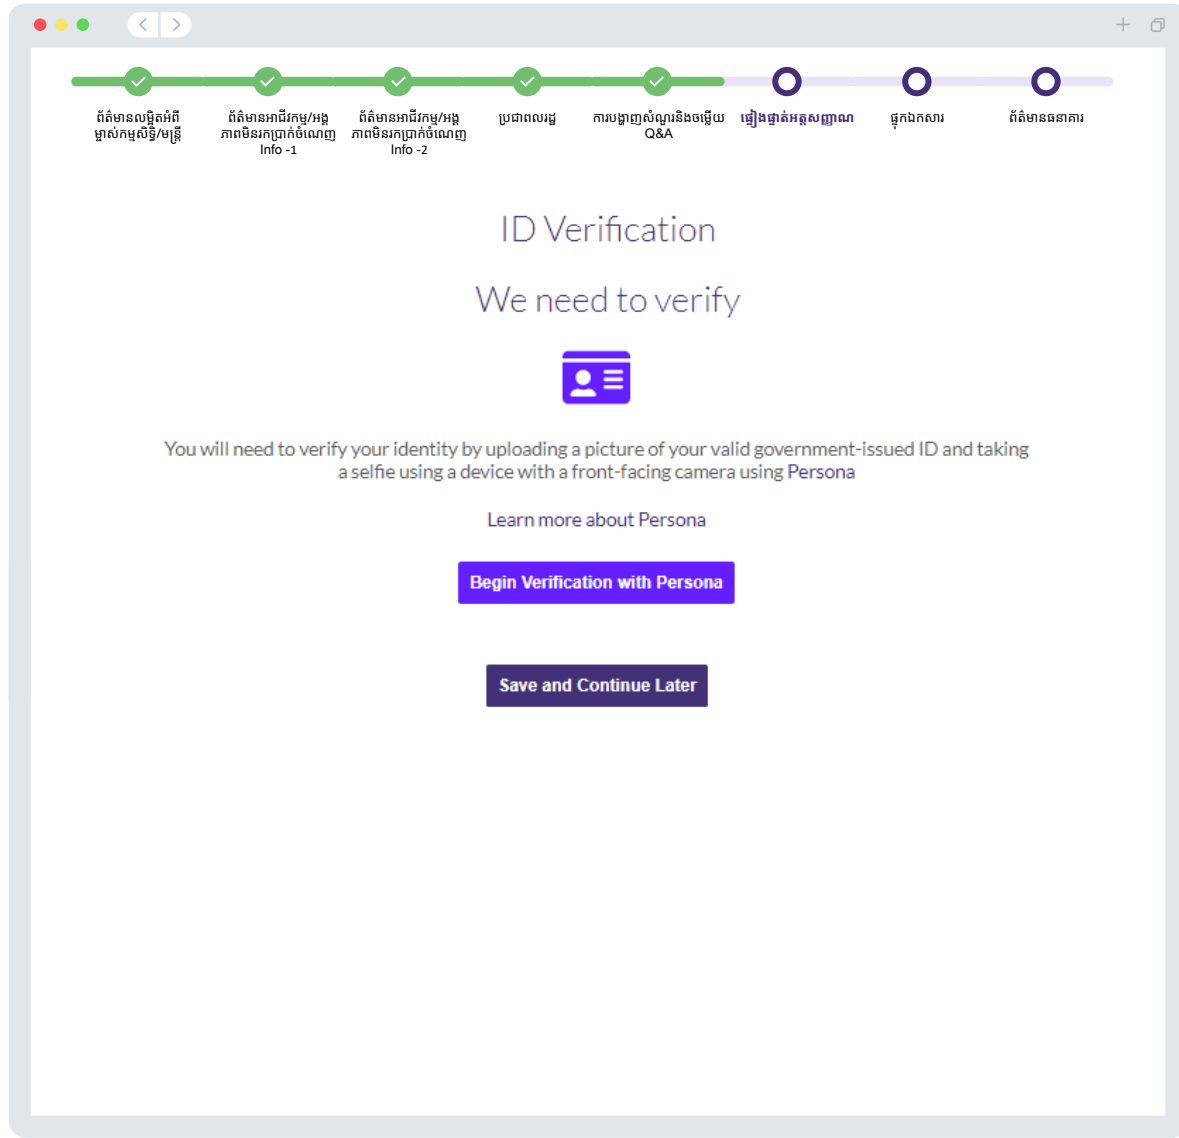 ព័ត៌មានលម្អិតអំពី
ម្ចាស់កម្មសិទ្ធិ/មន្ត្រី
ព័ត៌មានអាជីវកម្ម/អង្គ
ភាពមិនរកប្រាក់ចំណេញ
Info -1
ព័ត៌មានអាជីវកម្ម/អង្គ
ភាពមិនរកប្រាក់ចំណេញ
Info -2
ប្រជាពលរដ្ឋ
ការបង្ហាញសំណួរនិងចម្លើយ
Q&A
ផ្ទៀងផ្ទាត់អត្តសញ្ញាណ
ផ្ទុកឯកសារ
ព័ត៌មានធនាគារ
ID Verification
We need to verify
You will need to verify your identity by uploading a picture of your valid government-issued ID and taking
a selfie using a device with a front-facing camera using Persona
Learn more about Persona
Begin Verification with Persona
Save and Continue Later